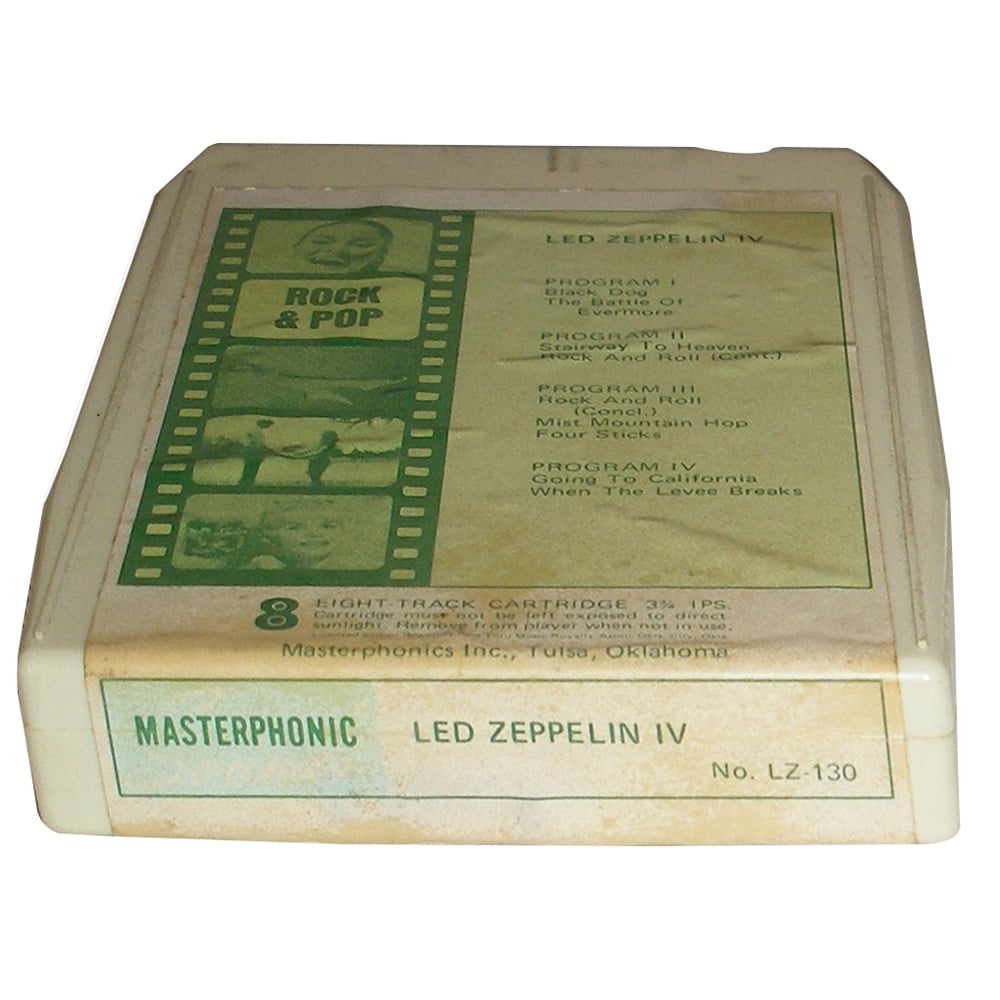 ROCK
& POP
LED ZEPPELIN IV
PROGRAM I
Black Dog
The Battle Of
Evermore
PROGRAM II
Stairway To Heaven
Rock And Roll (Cont.)
PROGRAM III
Rock And Roll
(Concl.)
Mist Mountain Hop
Four Sticks
PROGRAM IV
Going To California
When The Levee Breaks
8 EIGHT-TRACK CARTRIDGE 3¾ IPS.
Cartridge must not be left exposed to direct
sunlight. Remove from player when not in use.
Masterphonics Inc., Tulsa, Oklahoma
MASTERPHONIC LED ZEPPELIN IV
No. LZ-130